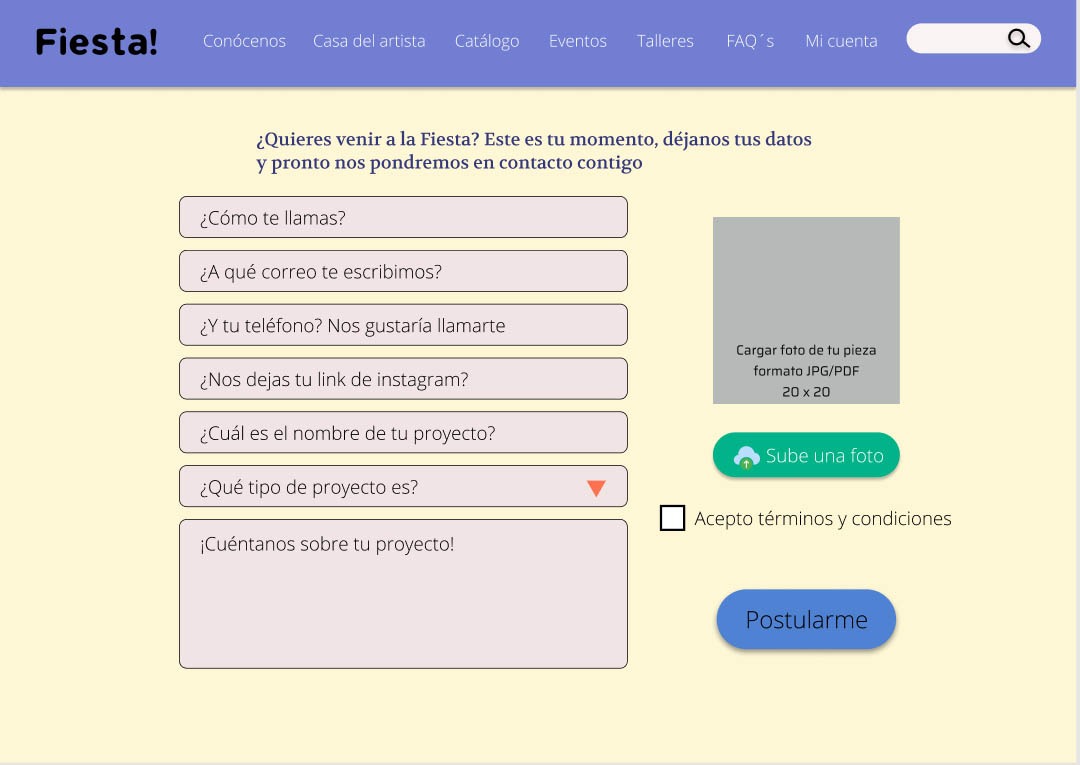 Fiesta!
Conócenos
Casa del artista
Catálogo
Eventos
Talleres
FAQ´s
Mi cuenta
¿Quieres venir a la Fiesta? Este es tu momento, déjanos tus datos
y pronto nos pondremos en contacto contigo
¿Cómo te llamas?
¿A qué correo te escribimos?
¿Y tu teléfono? Nos gustaría llamarte
¿Nos dejas tu link de instagram?
¿Cuál es el nombre de tu proyecto?
¿Qué tipo de proyecto es?
¡Cuéntanos sobre tu proyecto!
Cargar foto de tu pieza
formato JPG/PDF
20 x 20
Sube una foto
Acepto términos y condiciones
Postularme